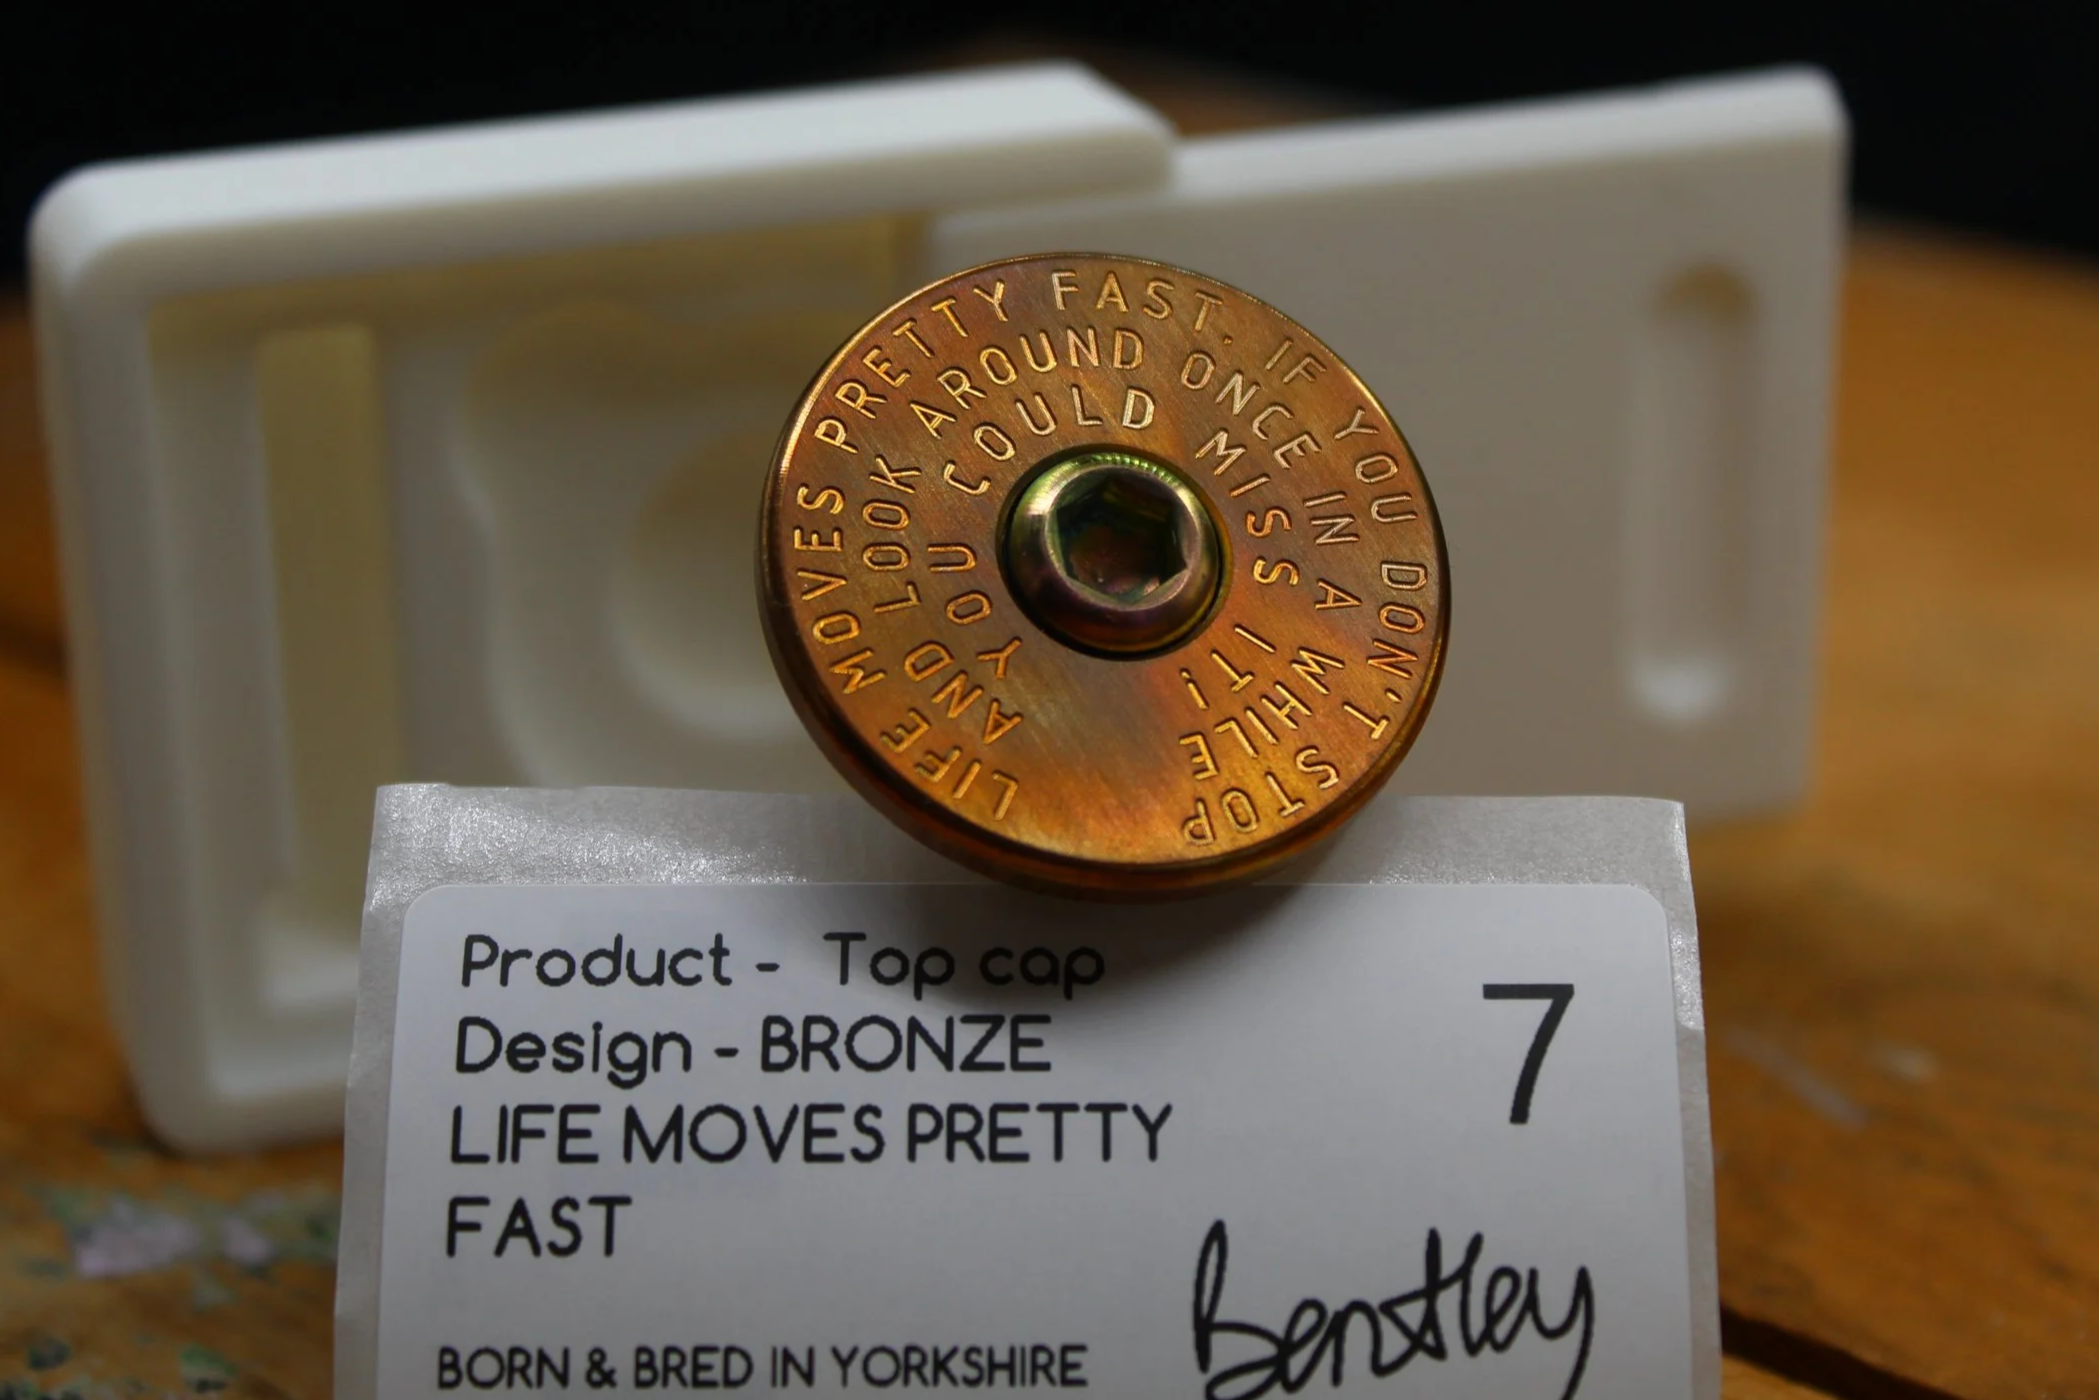 LIFE MOVES PRETTY FAST. IF YOU DON'T STOP
AND LOOK AROUND ONCE IN A WHILE
YOU COULD MISS IT!
Product - Top cap
Design - BRONZE
LIFE MOVES PRETTY
FAST
7
BORN & BRED IN YORKSHIRE
Bentley